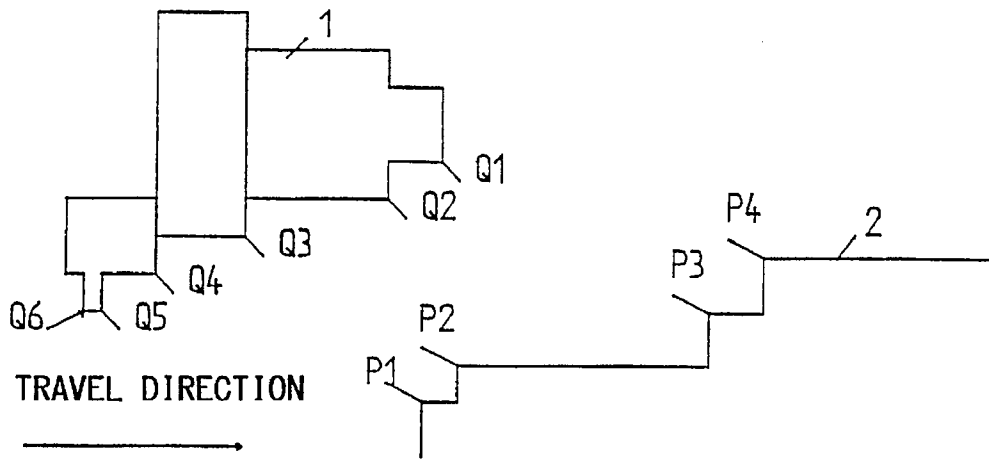 1
Q1
Q2
P4
2
Q3
P3
Q4
Q6 Q5
P2
P1
TRAVEL DIRECTION